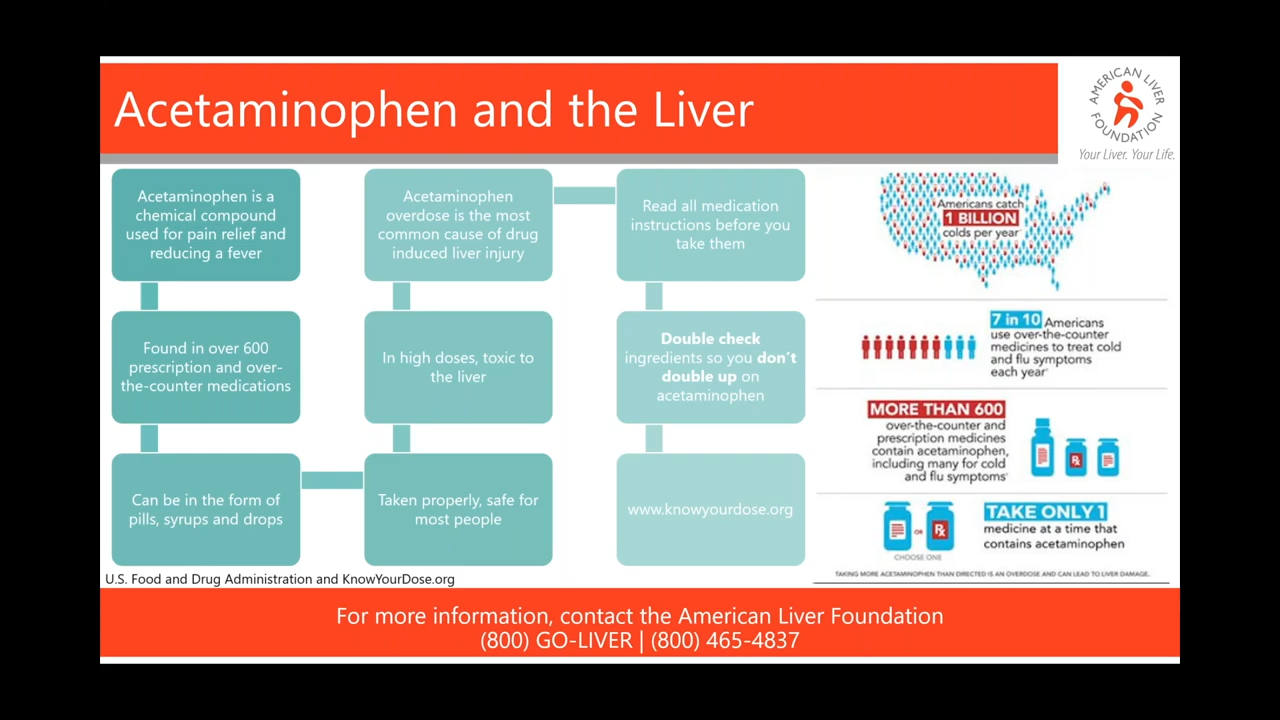 Acetaminophen and the Liver
AMERICAN LIVER
FOUNDATION
Your Liver. Your Life.
Acetaminophen is a
chemical compound
used for pain relief and
reducing a fever
Found in over 600
prescription and over-
the-counter medications
Can be in the form of
pills, syrups and drops
Taken properly, safe for
most people
In high doses, toxic to
the liver
Acetaminophen
overdose is the most
common cause of drug
induced liver injury
Read all medication
instructions before you
take them
Double check
ingredients so you don't
double up on
acetaminophen
www.knowyourdose.org
Americans catch
1 BILLION
colds per year
7 in 10 Americans
use over-the-counter
medicines to treat cold
and flu symptoms
each year
MORE THAN 600
over-the-counter and
prescription medicines
contain acetaminophen,
including many for cold
and flu symptoms
Rx
OR
Rx
CHOOSE ONE
TAKE ONLY 1
medicine at a time that
contains acetaminophen
TAKING MORE ACETAMINOPHEN THAN DIRECTED IS AN OVERDOSE AND CAN LEAD TO LIVER DAMAGE.
U.S. Food and Drug Administration and KnowYourDose.org
For more information, contact the American Liver Foundation
(800) GO-LIVER | (800) 465-4837